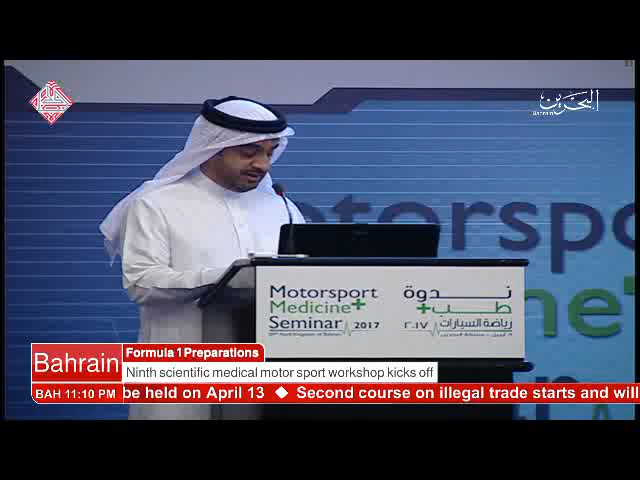 البحرين
Bahrain
Motorsport
Motorsport
Medicine+
Seminar 2017
ندوة
طب+
رياضة السيارات
٢٠١٧
Bahrain
Formula 1 Preparations
Ninth scientific medical motor sport workshop kicks off
BAH 11:10 PM
be held on April 13 ◆ Second course on illegal trade starts and will